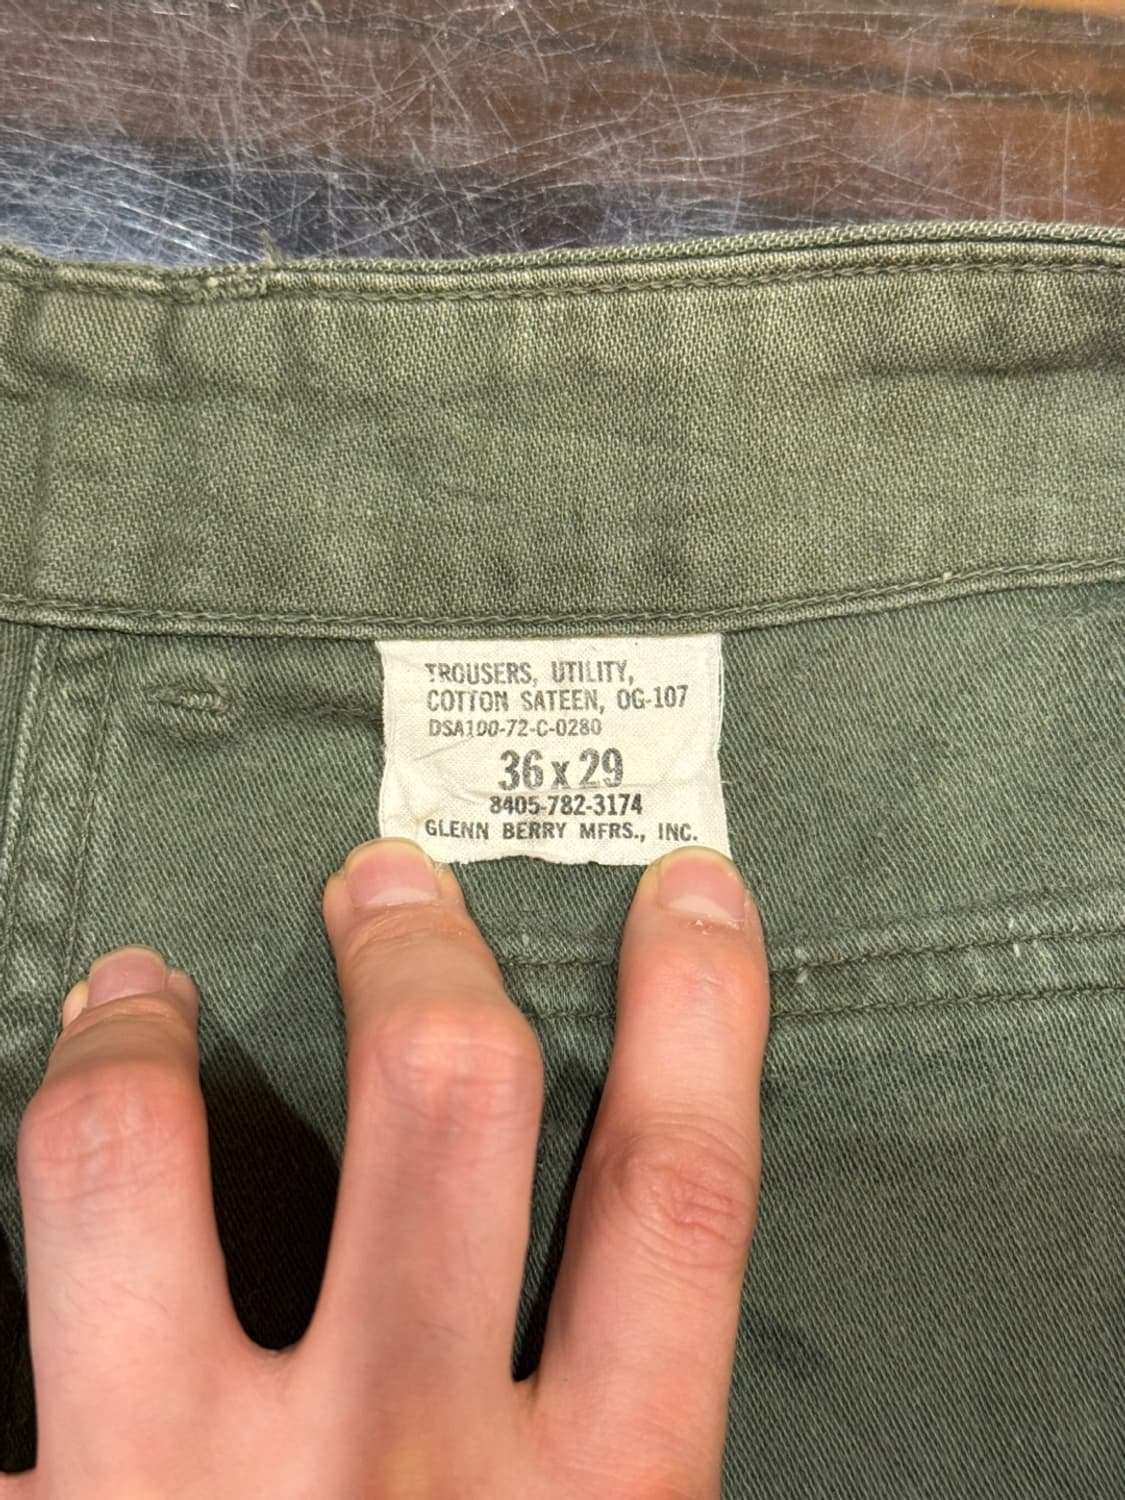 TROUSERS, UTILITY,
COTTON SATEEN, OG-107
DSA100-72-C-0280
36 x 29
8405-782-3174
GLENN BERRY MFRS., INC.